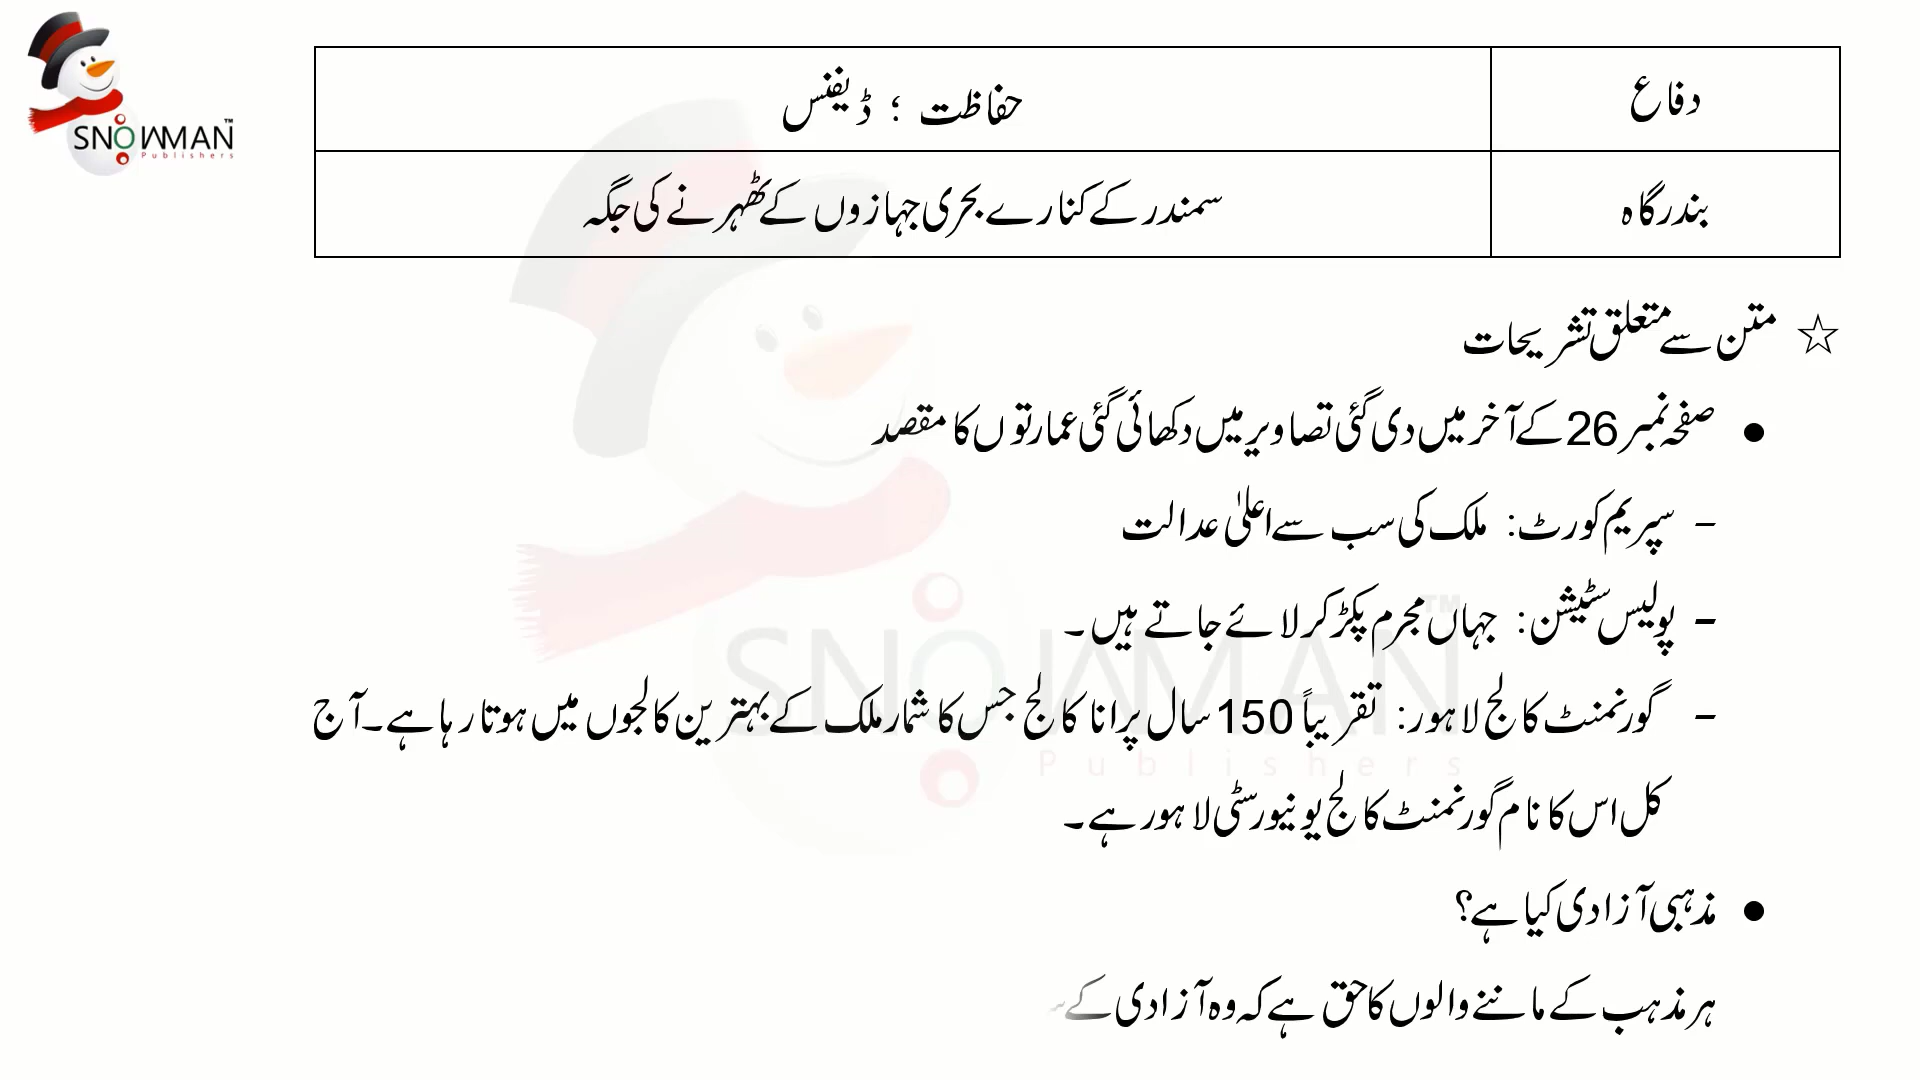 SNOWMAN™
Publishers
دفاع
حفاظت ؛ ڈیفنس
بندرگاہ
سمندر کے کنارے بحری جہازوں کے ٹھہرنے کی جگہ
☆ متن سے متعلق تشریحات
● صفحہ نمبر 26 کے آخر میں دی گئی تصاویر میں دکھائی گئی عمارتوں کا مقصد
- سپریم کورٹ: ملک کی سب سے اعلیٰ عدالت
- پولیس سٹیشن: جہاں مجرم پکڑ کر لائے جاتے ہیں۔
- گورنمنٹ کالج لاہور: تقریباً 150 سال پرانا کالج جس کا شمار ملک کے بہترین کالجوں میں ہوتا رہا ہے۔ آج
کل اس کا نام گورنمنٹ کالج یونیورسٹی لاہور ہے۔
● مذہبی آزادی کیا ہے؟
ہر مذہب کے ماننے والوں کا حق ہے کہ وہ آزادی کے
SNOWMAN™
Publishers